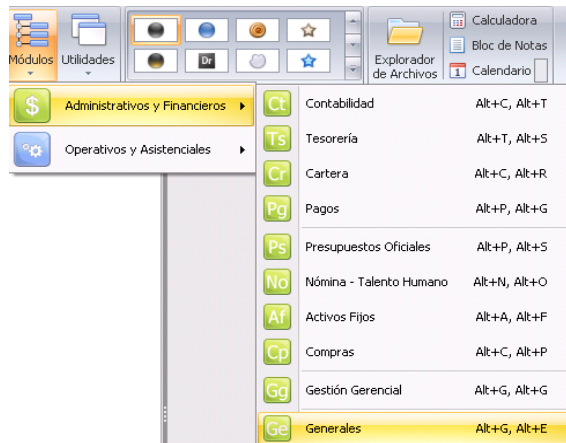 Módulos
Utilidades
Dr
Explorador
de Archivos
Calculadora
Bloc de Notas
1 Calendario
$ Administrativos y Financieros
Operativos y Asistenciales
Ct Contabilidad Alt+C, Alt+T
Ts Tesorería Alt+T, Alt+S
Cr Cartera Alt+C, Alt+R
Pg Pagos Alt+P, Alt+G
Ps Presupuestos Oficiales Alt+P, Alt+S
No Nómina - Talento Humano Alt+N, Alt+O
Af Activos Fijos Alt+A, Alt+F
Cp Compras Alt+C, Alt+P
Gg Gestión Gerencial Alt+G, Alt+G
Ge Generales Alt+G, Alt+E